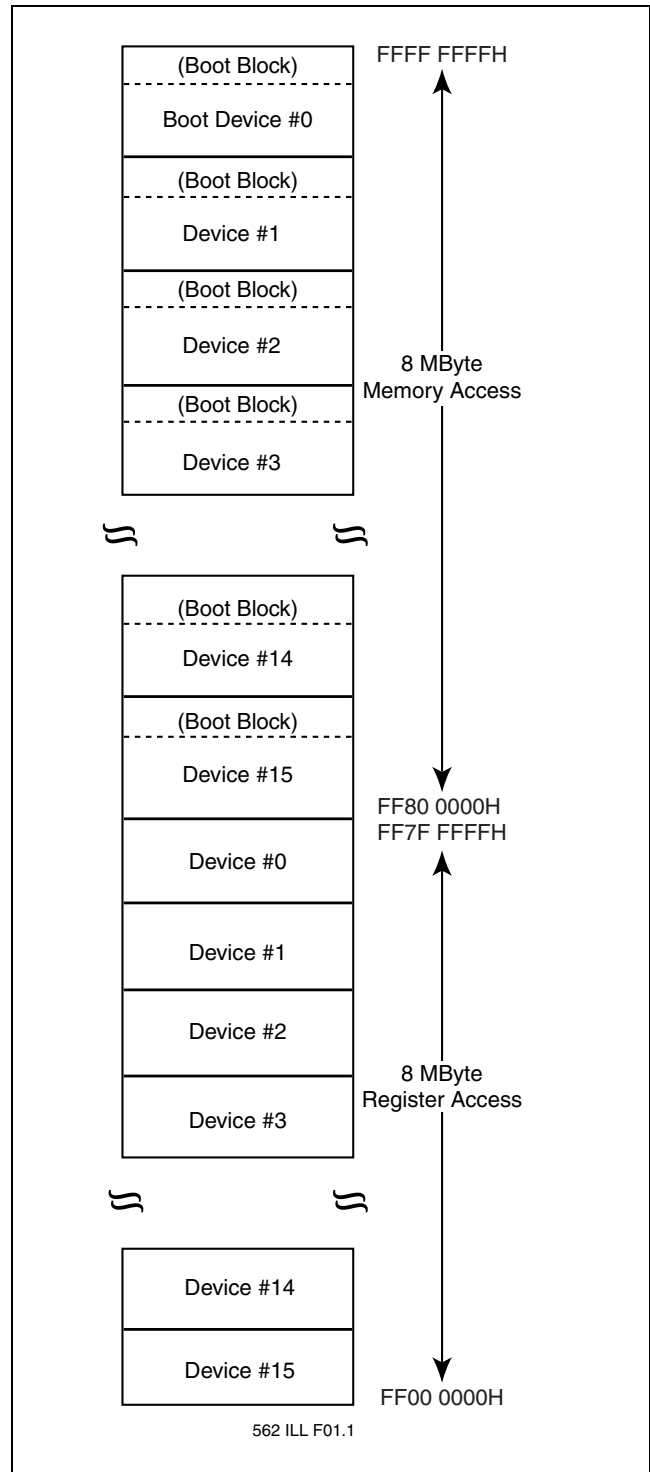 (Boot Block)
FFFF FFFFH
Boot Device #0
(Boot Block)
Device #1
(Boot Block)
Device #2
8 MByte
Memory Access
(Boot Block)
Device #3
(Boot Block)
Device #14
(Boot Block)
Device #15
FF80 0000H
FF7F FFFFH
Device #0
Device #1
Device #2
8 MByte
Register Access
Device #3
Device #14
Device #15
FF00 0000H
562 ILL F01.1